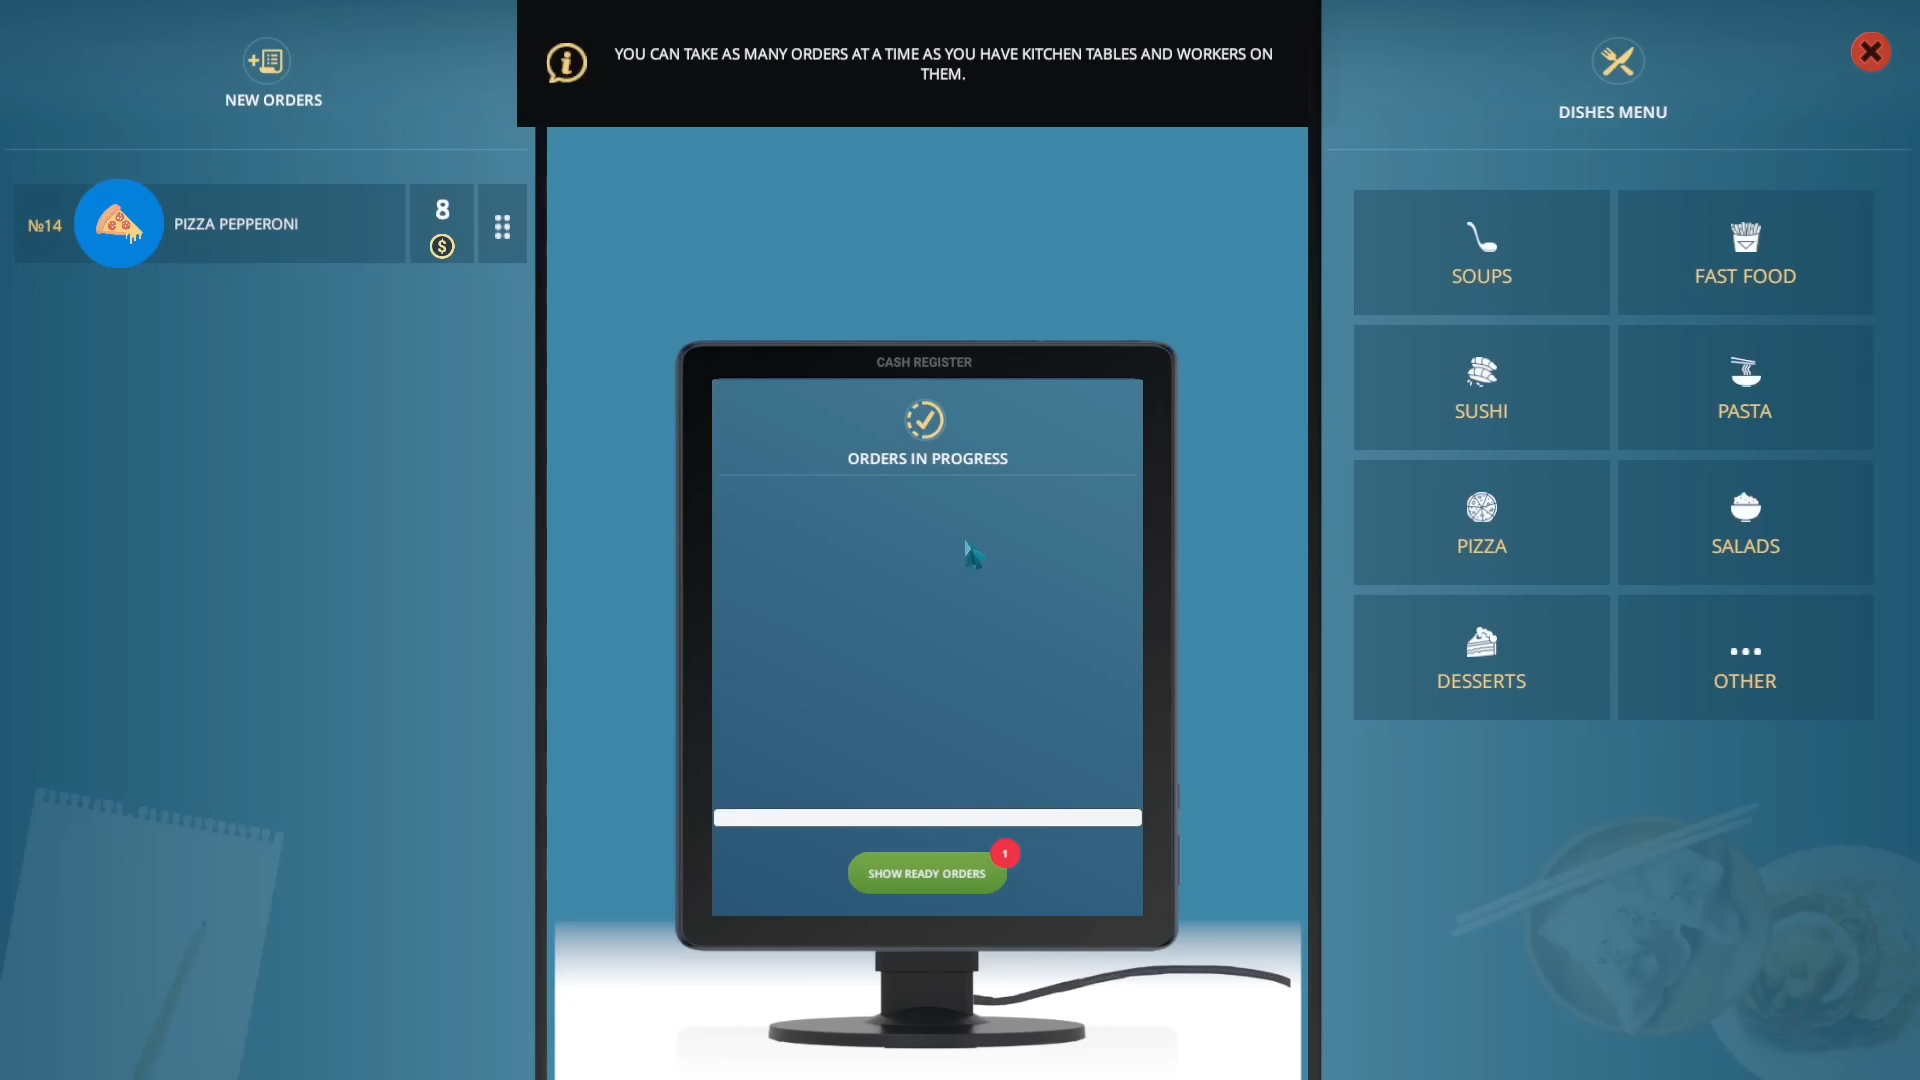 NEW ORDERS
YOU CAN TAKE AS MANY ORDERS AT A TIME AS YOU HAVE KITCHEN TABLES AND WORKERS ON
THEM.
DISHES MENU
№14
PIZZA PEPPERONI
8
$
CASH REGISTER
ORDERS IN PROGRESS
SHOW READY ORDERS
1
SOUPS
FAST FOOD
SUSHI
PASTA
PIZZA
SALADS
DESSERTS
OTHER